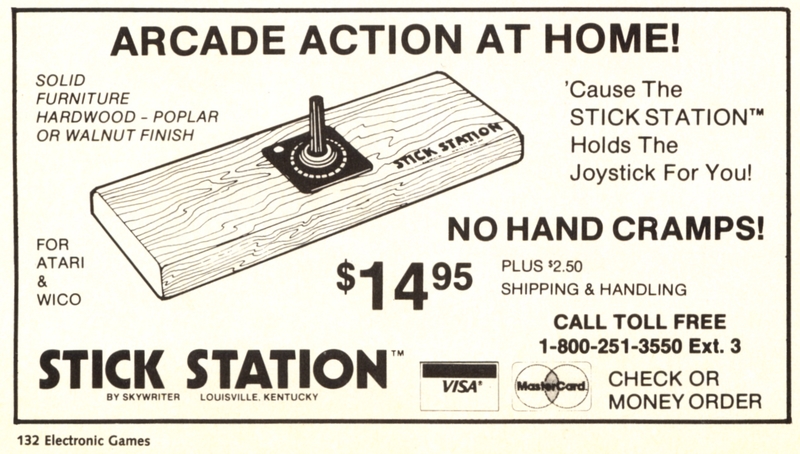 ARCADE ACTION AT HOME!
SOLID
FURNITURE
HARDWOOD - POPLAR
OR WALNUT FINISH
STICK STATION
'Cause The
STICK STATION™
Holds The
Joystick For You!
NO HAND CRAMPS!
FOR
ATARI
&
WICO
$14⁹⁵
PLUS $2.50
SHIPPING & HANDLING
CALL TOLL FREE
1-800-251-3550 Ext. 3
STICK STATION™
BY SKYWRITER LOUISVILLE, KENTUCKY
VISA®
MasterCard
CHECK OR
MONEY ORDER
132 Electronic Games